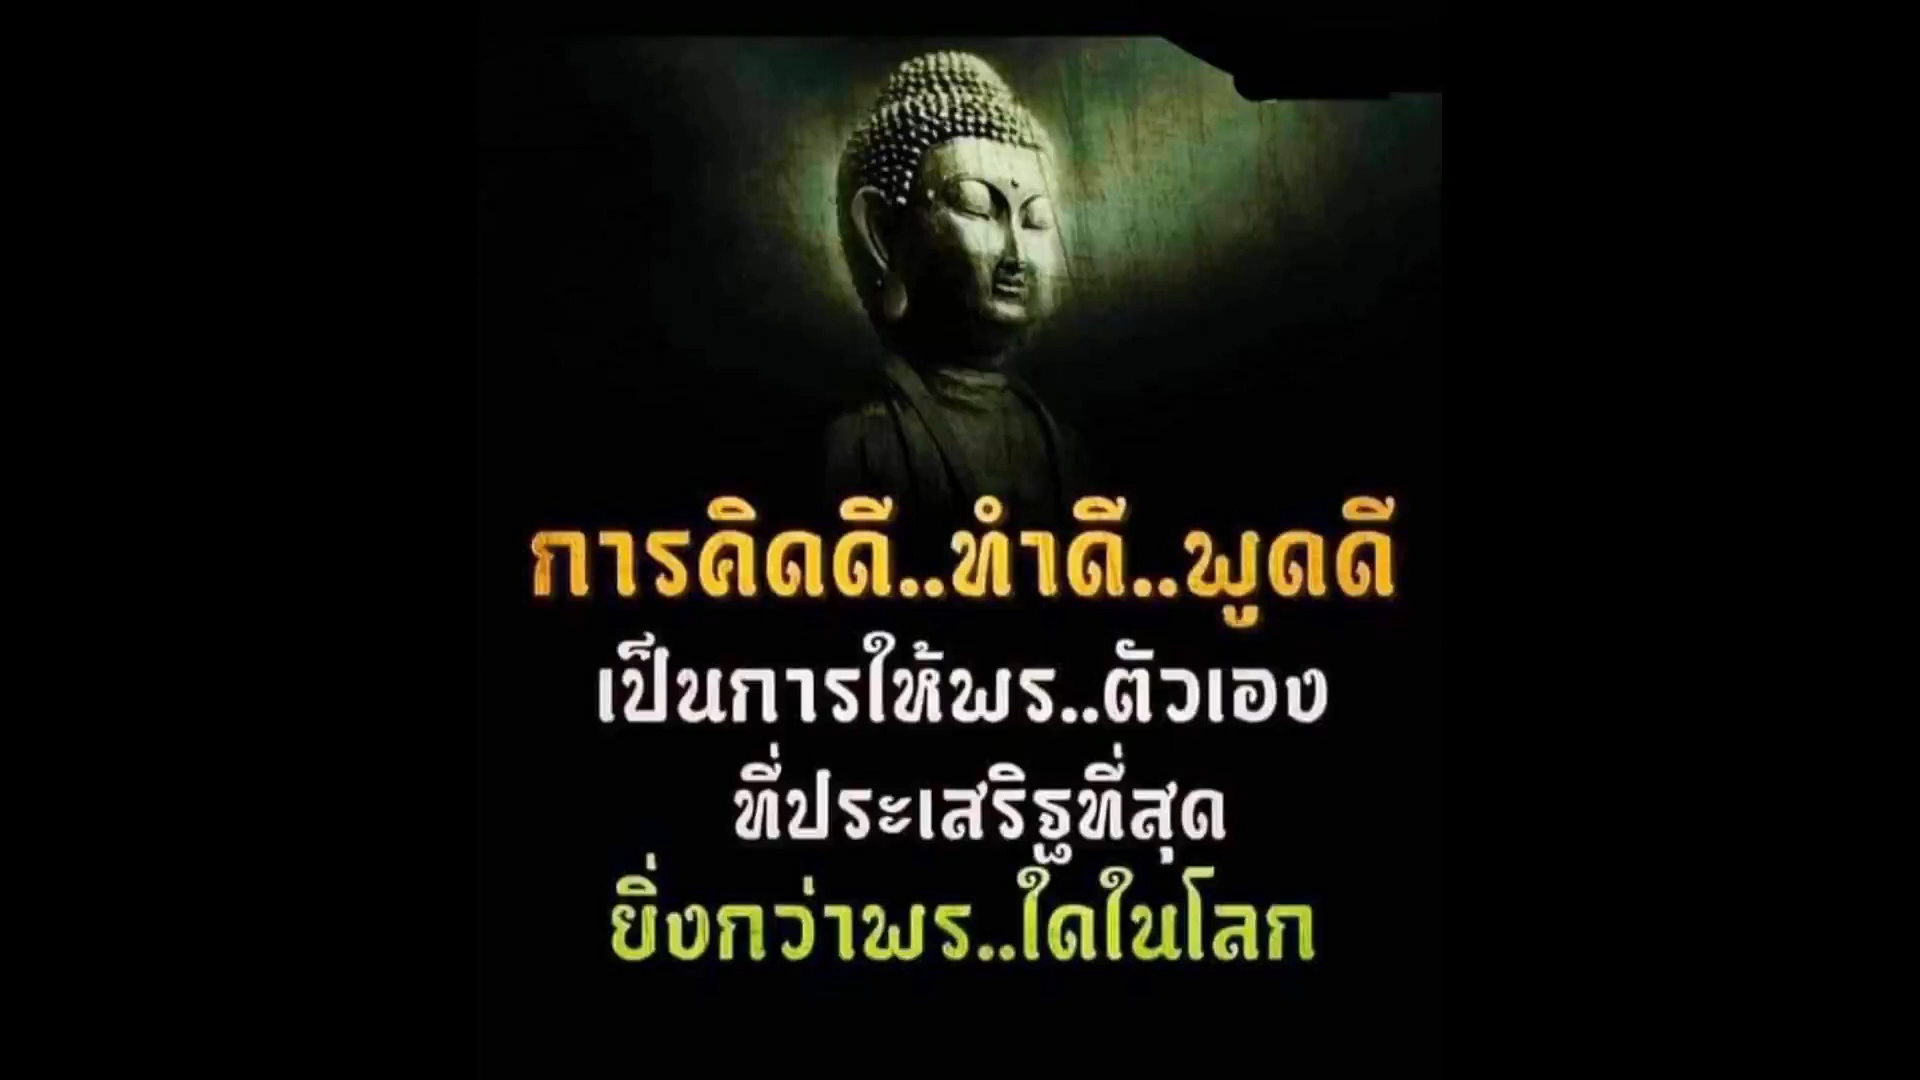 การคิดดี..ทำดี..พูดดี
เป็นการให้พร..ตัวเอง
ที่ประเสริฐที่สุด
ยิ่งกว่าพร..ใดในโลก